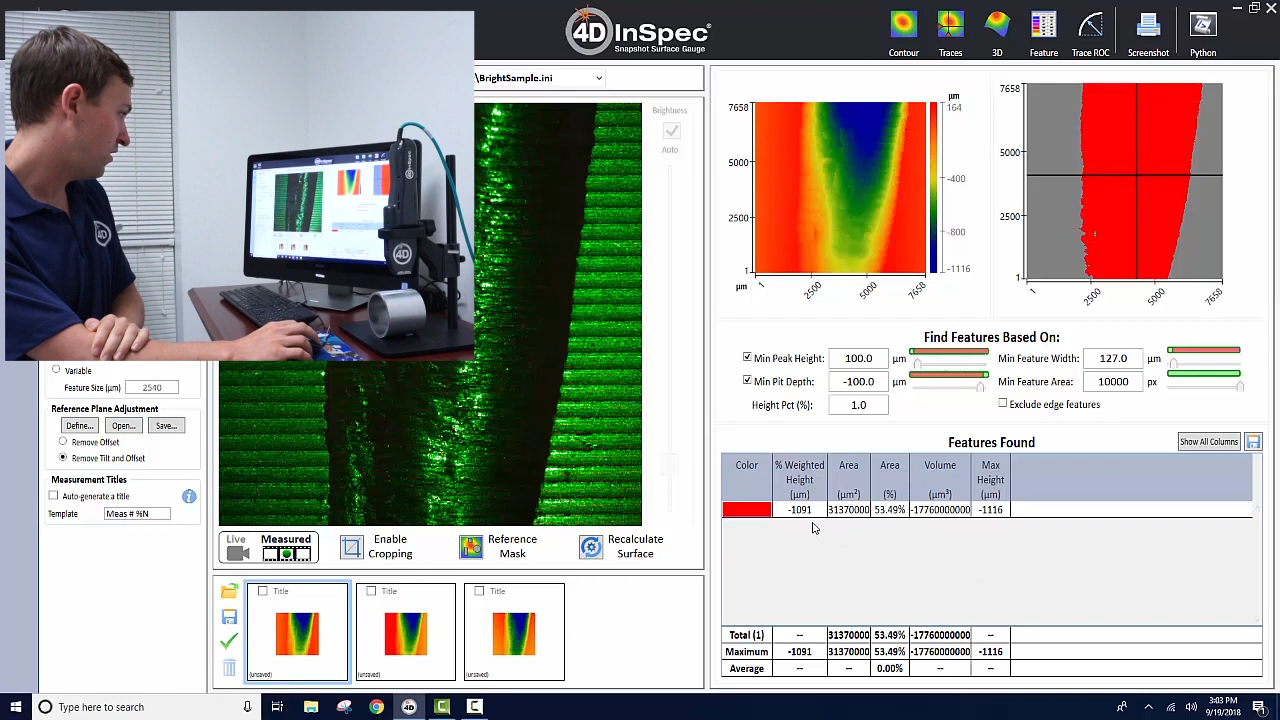 4D InSpec
Snapshot Surface Gauge
Contour
Traces
3D
Feature
Trace ROC
Screenshot
Python
\BrightSample.ini
Brightness
Auto
µm
7658
5000
2500
1
µm
1
2500
5000
7658
164
-400
-800
-1116
7658
5000
2500
1
1
2500
5000
7658
Find Features Based On:
Min Peak Height: 100.0 µm
Min Feature Width: 127.0 µm
Min Pit Depth: -100.0 µm
Min Feature Area: 10000 px
Height Pct (%): 1.0
Exclude edge features
Features Found
Show All Columns
Color
% Weighted Height (µm)
Area (µm²)
Area (%)
Volume (µm³)
Max Height (µm)
-1091 31370000 53.49% -17760000000 -1116
Total (1) -- 31370000 53.49% -17760000000 --
Maximum -1091 31370000 53.49% -17760000000 -1116
Average -- -- 0.00% -- --
Variable
Feature Size (µm) 2540
Reference Plane Adjustment
Define... Open... Save...
Remove Offset
Remove Tilt and Offset
Measurement Titles
Auto-generate a title
Template Meas # %N
Live
Measured
Enable Cropping
Reference Mask
Recalculate Surface
Title
(unsaved)
Title
(unsaved)
Title
(unsaved)
Type here to search
3:03 PM
9/19/2018